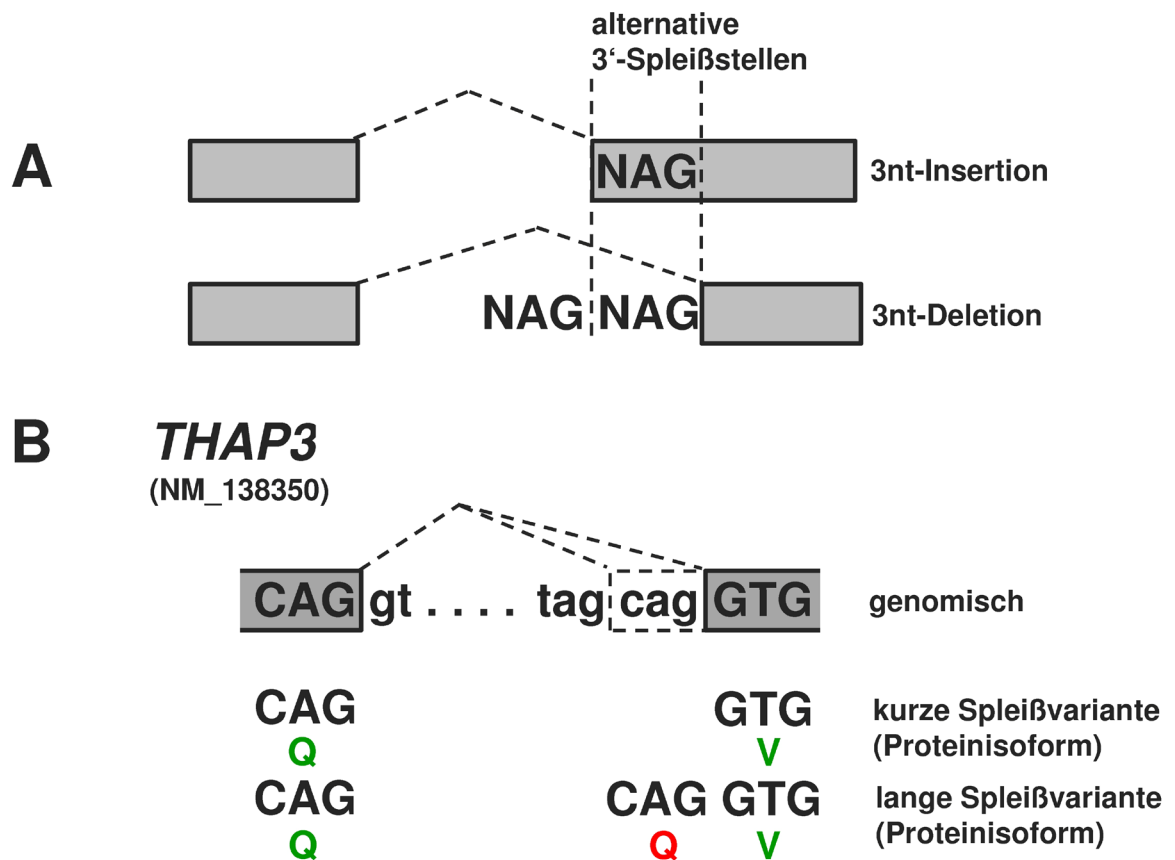 alternative
3‘-Spleißstellen
A
NAG
3nt-Insertion
NAG NAG
3nt-Deletion
B
THAP3
(NM_138350)
CAG gt . . . . tag cag GTG
genomisch
CAG GTG
Q V
kurze Spleißvariante
(Proteinisoform)
CAG CAG GTG
Q Q V
lange Spleißvariante
(Proteinisoform)